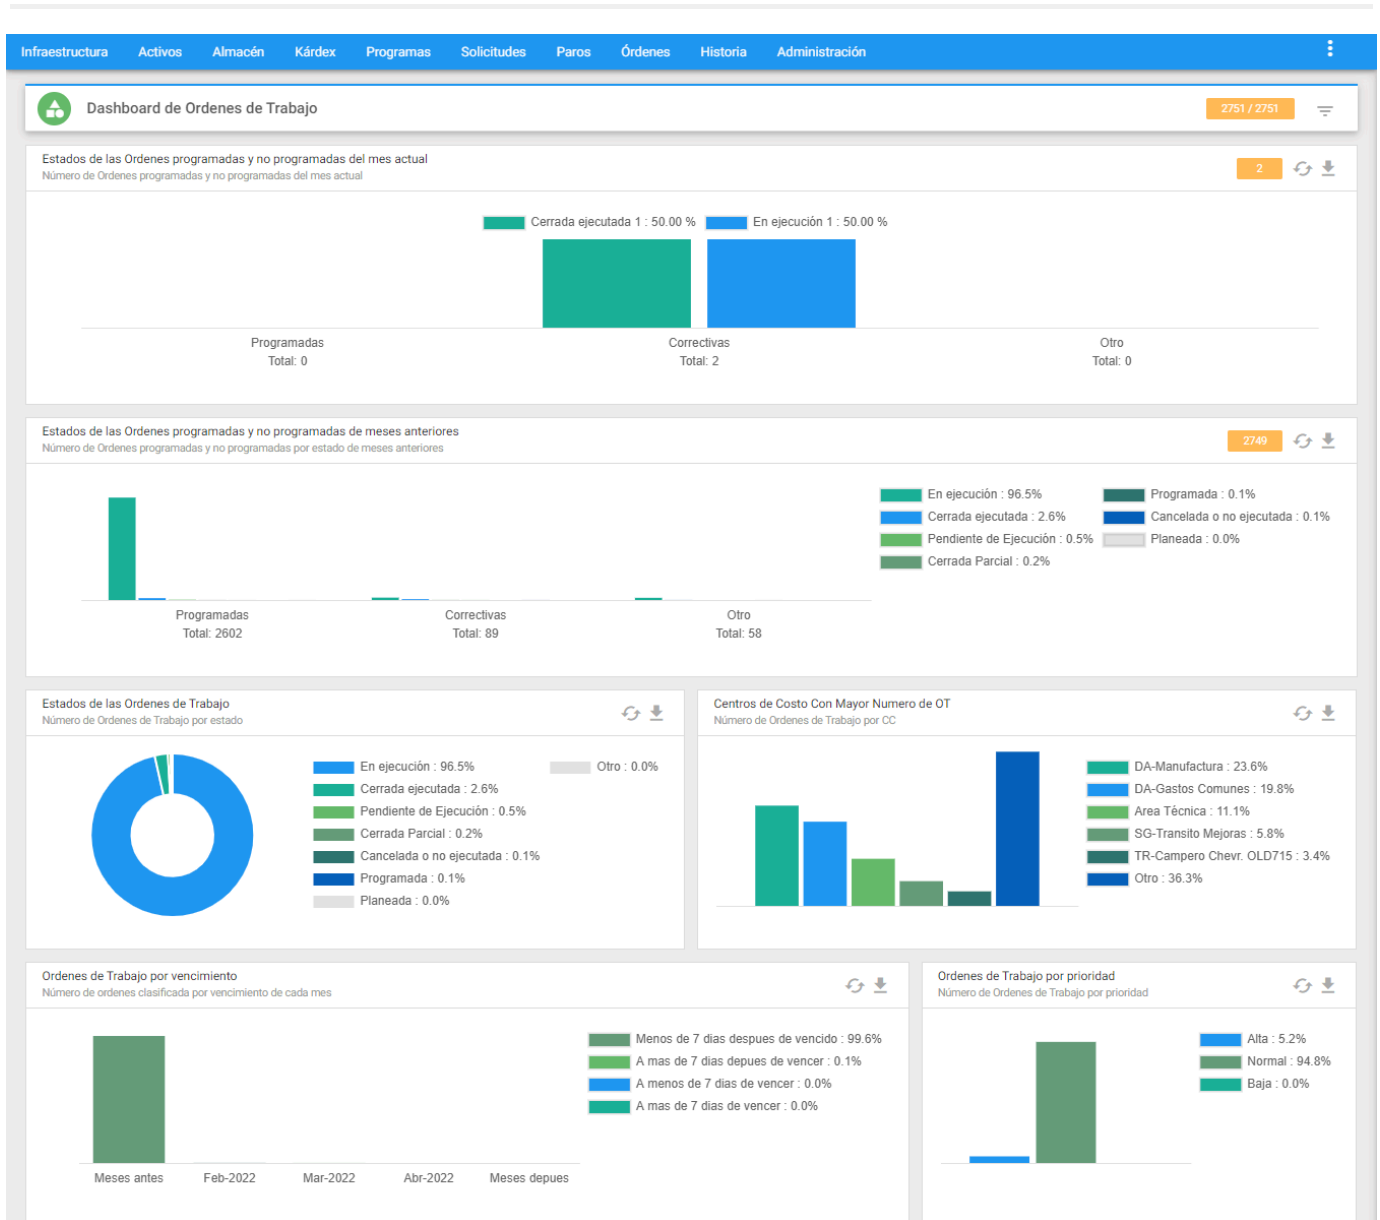 Infraestructura Activos Almacén Kárdex Programas Solicitudes Paros Órdenes Historia Administración
Dashboard de Ordenes de Trabajo
2751 / 2751
Estados de las Ordenes programadas y no programadas del mes actual
Número de Ordenes programadas y no programadas del mes actual
2
Cerrada ejecutada 1 : 50.00 % En ejecución 1 : 50.00 %
Programadas Correctivas Otro
Total: 0 Total: 2 Total: 0
Estados de las Ordenes programadas y no programadas de meses anteriores
Número de Ordenes programadas y no programadas por estado de meses anteriores
2749
En ejecución : 96.5% Programada : 0.1%
Cerrada ejecutada : 2.6% Cancelada o no ejecutada : 0.1%
Pendiente de Ejecución : 0.5% Planeada : 0.0%
Cerrada Parcial : 0.2%
Programadas Correctivas Otro
Total: 2602 Total: 89 Total: 58
Estados de las Ordenes de Trabajo
Número de Ordenes de Trabajo por estado
En ejecución : 96.5% Otro : 0.0%
Cerrada ejecutada : 2.6%
Pendiente de Ejecución : 0.5%
Cerrada Parcial : 0.2%
Cancelada o no ejecutada : 0.1%
Programada : 0.1%
Planeada : 0.0%
Centros de Costo Con Mayor Numero de OT
Número de Ordenes de Trabajo por CC
DA-Manufactura : 23.6%
DA-Gastos Comunes : 19.8%
Area Técnica : 11.1%
SG-Transito Mejoras : 5.8%
TR-Campero Chevr. OLD715 : 3.4%
Otro : 36.3%
Ordenes de Trabajo por vencimiento
Número de ordenes clasificada por vencimiento de cada mes
Menos de 7 dias despues de vencido : 99.6%
A mas de 7 dias depues de vencer : 0.1%
A menos de 7 dias de vencer : 0.0%
A mas de 7 dias de vencer : 0.0%
Meses antes Feb-2022 Mar-2022 Abr-2022 Meses depues
Ordenes de Trabajo por prioridad
Número de Ordenes de Trabajo por prioridad
Alta : 5.2%
Normal : 94.8%
Baja : 0.0%